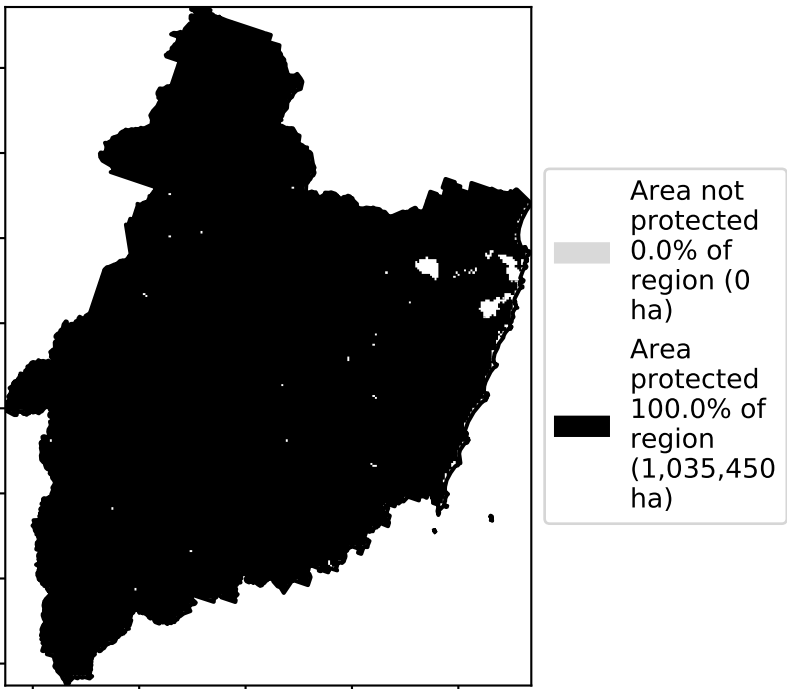 Area not
protected
0.0% of
region (0
ha)
Area
protected
100.0% of
region
(1,035,450
ha)